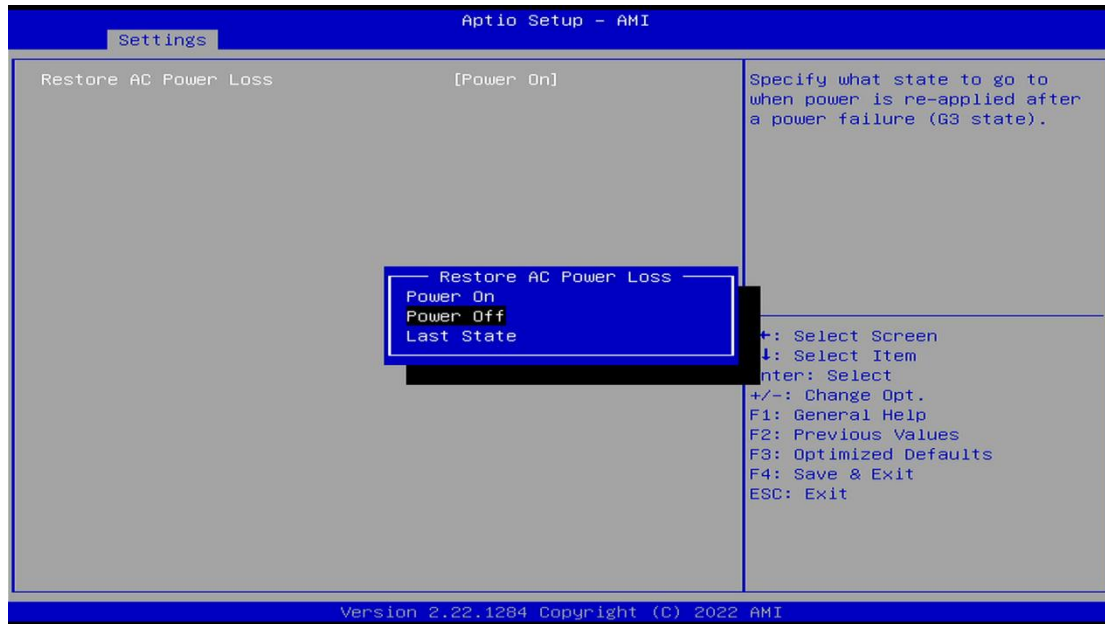 Aptio Setup – AMI
Settings
Restore AC Power Loss [Power On]
Specify what state to go to
when power is re-applied after
a power failure (G3 state).
Restore AC Power Loss
Power On
Power Off
Last State
←: Select Screen
↓: Select Item
nter: Select
+/-: Change Opt.
F1: General Help
F2: Previous Values
F3: Optimized Defaults
F4: Save & Exit
ESC: Exit
Version 2.22.1284 Copyright (C) 2022 AMI